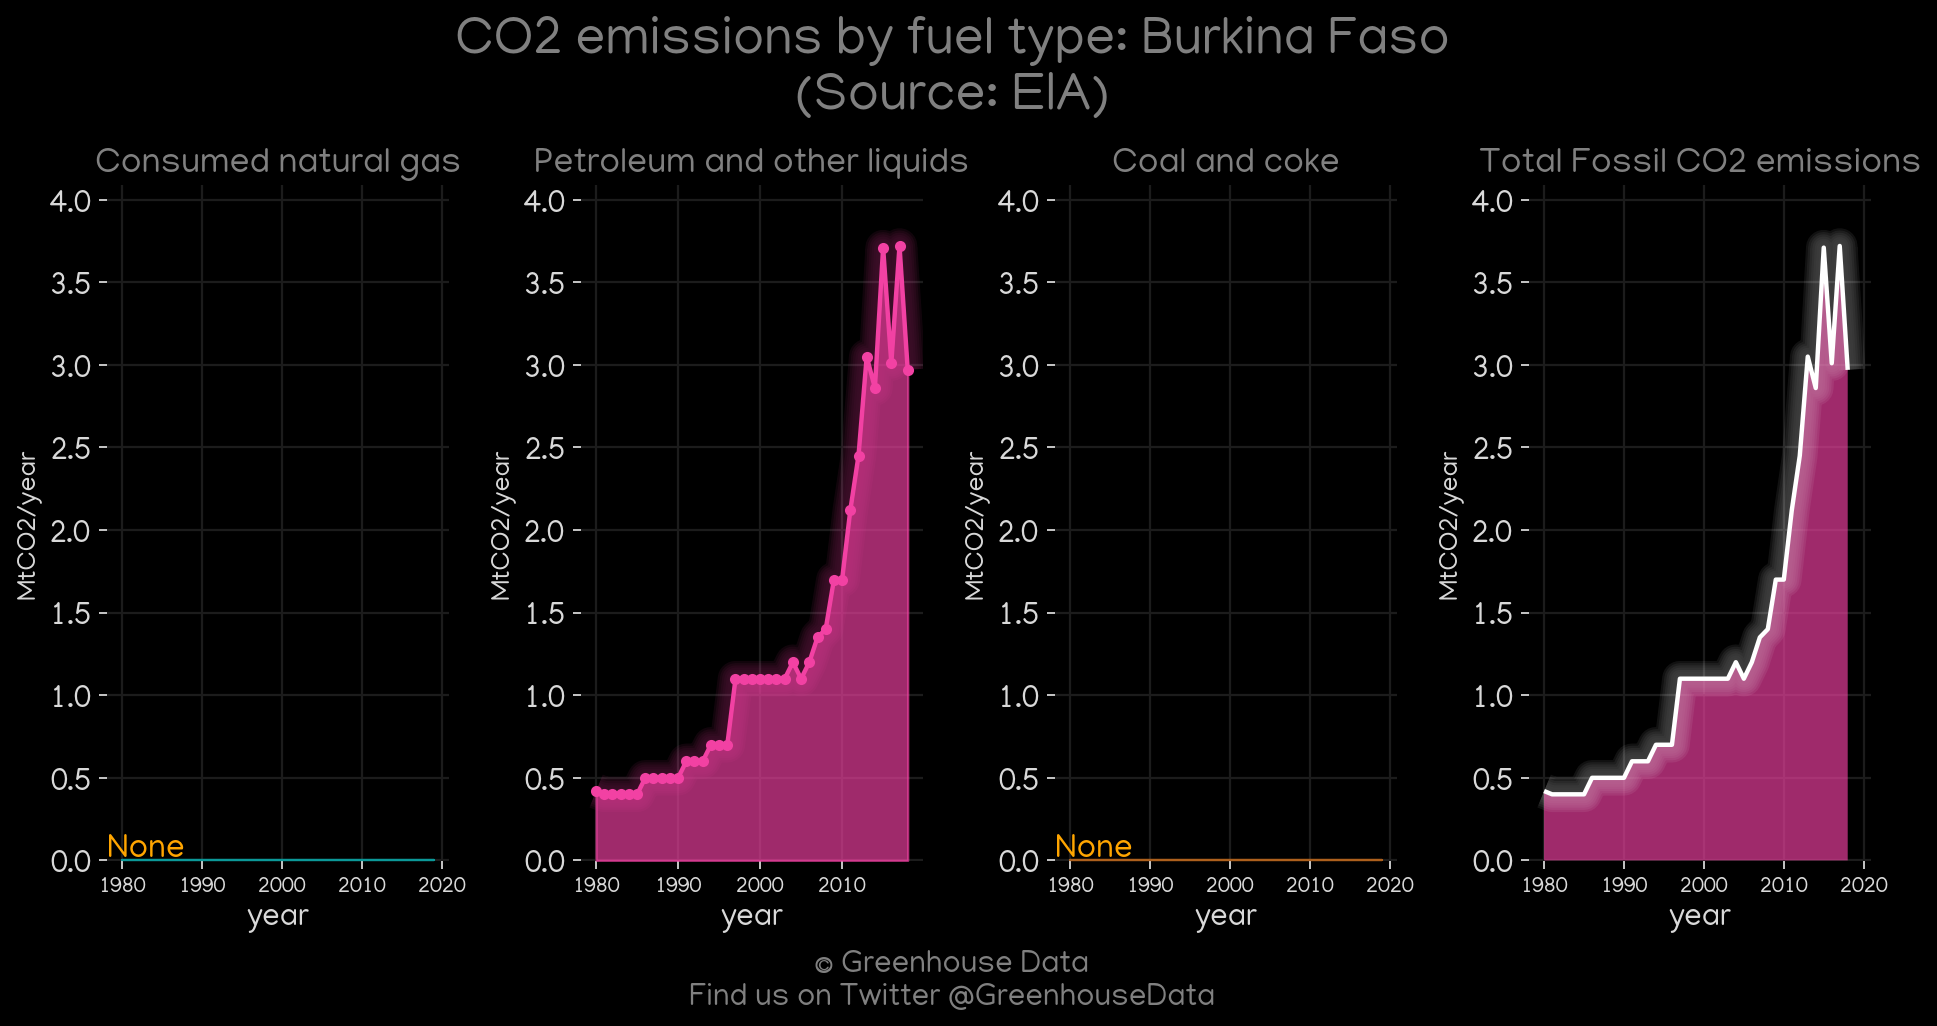 CO2 emissions by fuel type: Burkina Faso
(Source: EIA)
Consumed natural gas
MtCO2/year
4.0
3.5
3.0
2.5
2.0
1.5
1.0
0.5
0.0
None
1980 1990 2000 2010 2020
year
Petroleum and other liquids
MtCO2/year
4.0
3.5
3.0
2.5
2.0
1.5
1.0
0.5
0.0
1980 1990 2000 2010
year
Coal and coke
MtCO2/year
4.0
3.5
3.0
2.5
2.0
1.5
1.0
0.5
0.0
None
1980 1990 2000 2010 2020
year
Total Fossil CO2 emissions
MtCO2/year
4.0
3.5
3.0
2.5
2.0
1.5
1.0
0.5
0.0
1980 1990 2000 2010 2020
year
© Greenhouse Data
Find us on Twitter @GreenhouseData